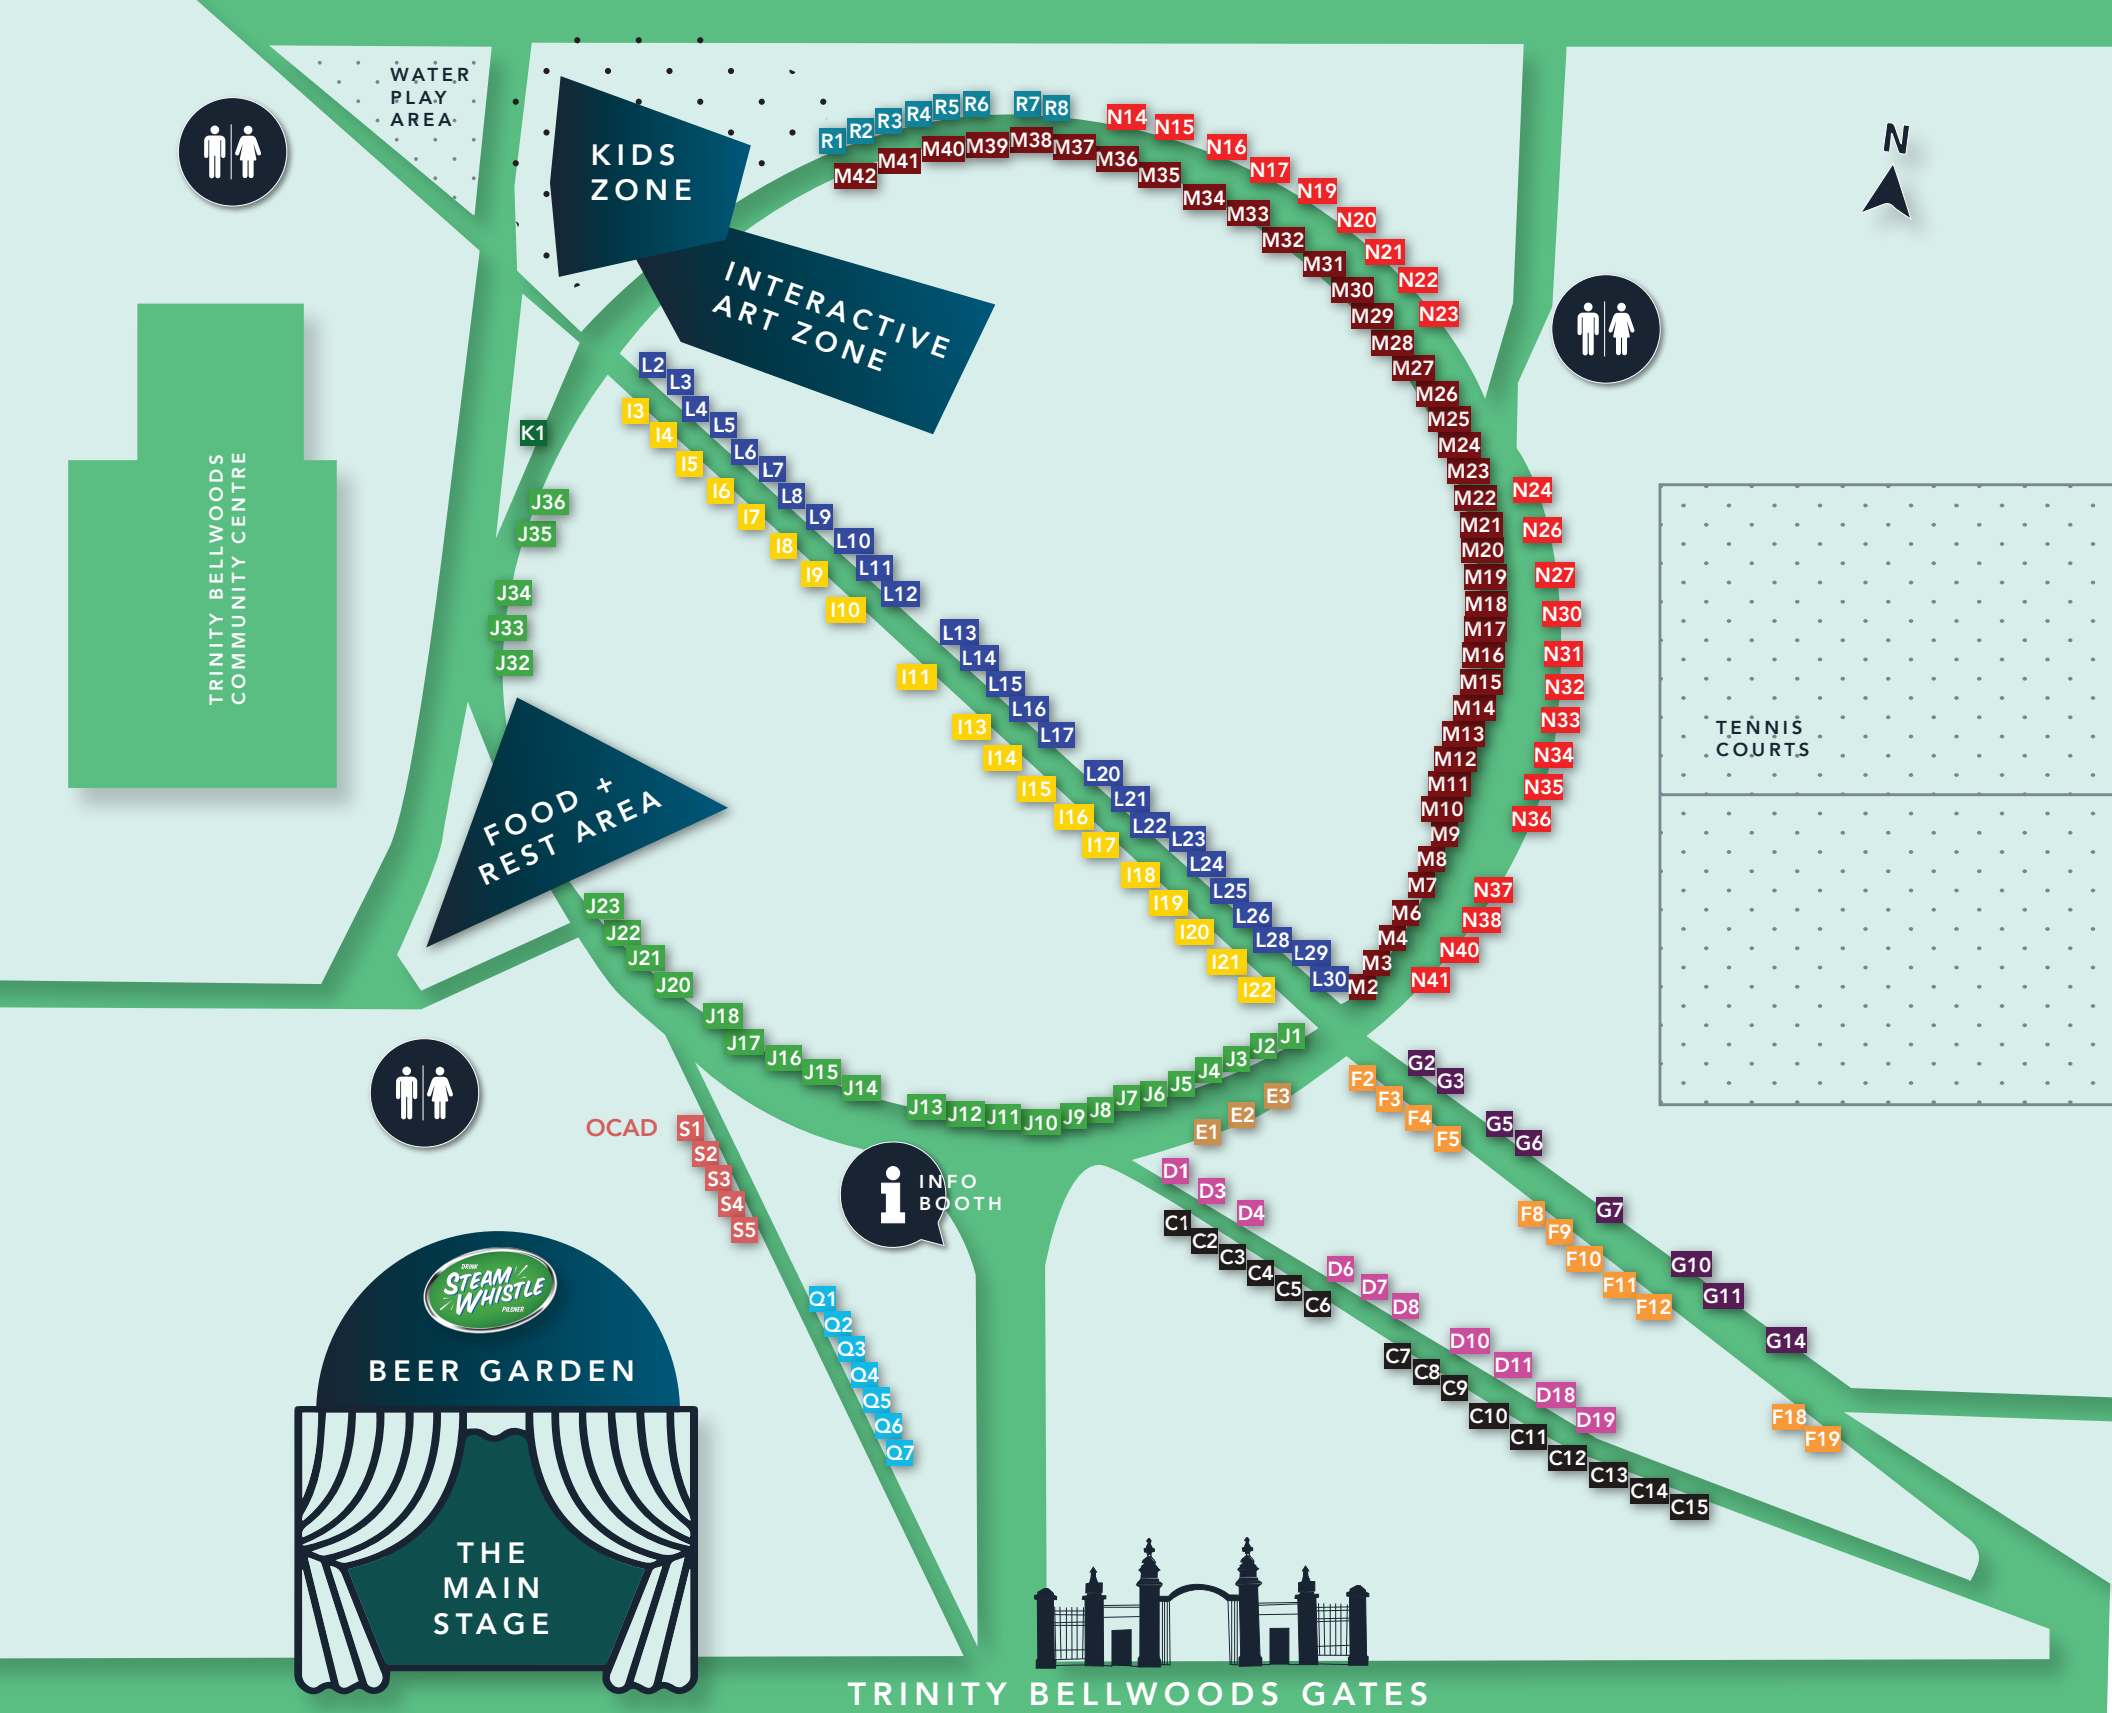 WATER
PLAY
AREA
KIDS
ZONE
INTERACTIVE
ART ZONE
N
R1
R2
R3
R4
R5
R6
R7
R8
N14
N15
N16
N17
N19
N20
N21
N22
N23
N24
N26
N27
N30
N31
N32
N33
N34
N35
N36
N37
N38
N40
N41
M42
M41
M40
M39
M38
M37
M36
M35
M34
M33
M32
M31
M30
M29
M28
M27
M26
M25
M24
M23
M22
M21
M20
M19
M18
M17
M16
M15
M14
M13
M12
M11
M10
M9
M8
M7
M6
M4
M3
M2
L2
L3
L4
L5
L6
L7
L8
L9
L10
L11
L12
L13
L14
L15
L16
L17
L20
L21
L22
L23
L24
L25
L26
L28
L29
L30
I3
I4
I5
I6
I7
I8
I9
I10
I11
I13
I14
I15
I16
I17
I18
I19
I20
I21
I22
K1
J36
J35
J34
J33
J32
TRINITY BELLWOODS
COMMUNITY CENTRE
TENNIS
COURTS
FOOD +
REST AREA
J23
J22
J21
J20
J18
J17
J16
J15
J14
J13
J12
J11
J10
J9
J8
J7
J6
J5
J4
J3
J2
J1
E1
E2
E3
F2
F3
F4
F5
F8
F9
F10
F11
F12
F18
F19
G2
G3
G5
G6
G7
G10
G11
G14
D1
D3
D4
D6
D7
D8
D10
D11
D18
D19
C1
C2
C3
C4
C5
C6
C7
C8
C9
C10
C11
C12
C13
C14
C15
OCAD
S1
S2
S3
S4
S5
i
INFO
BOOTH
Q1
Q2
Q3
Q4
Q5
Q6
Q7
DRINK
STEAM
WHISTLE
PILSNER
BEER GARDEN
THE
MAIN
STAGE
TRINITY BELLWOODS GATES